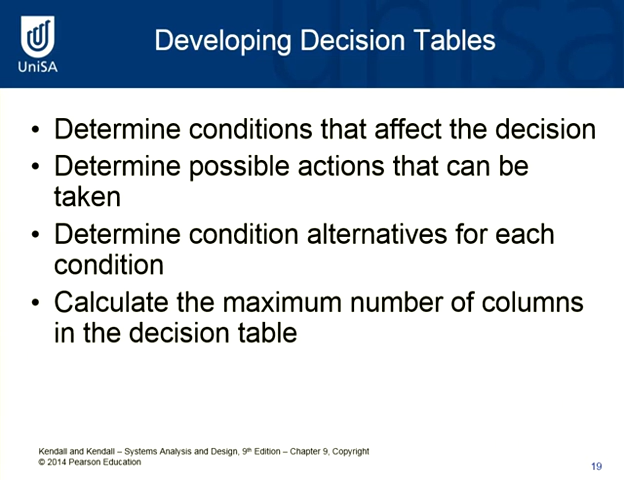 Developing Decision Tables
UniSA
• Determine conditions that affect the decision
• Determine possible actions that can be
taken
• Determine condition alternatives for each
condition
• Calculate the maximum number of columns
in the decision table
Kendall and Kendall – Systems Analysis and Design, 9th Edition – Chapter 9, Copyright
© 2014 Pearson Education
19